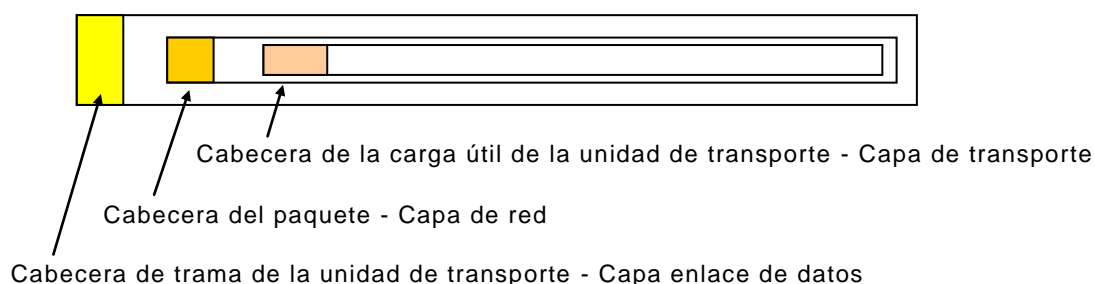 Cabecera de la carga útil de la unidad de transporte - Capa de transporte
Cabecera del paquete - Capa de red
Cabecera de trama de la unidad de transporte - Capa enlace de datos